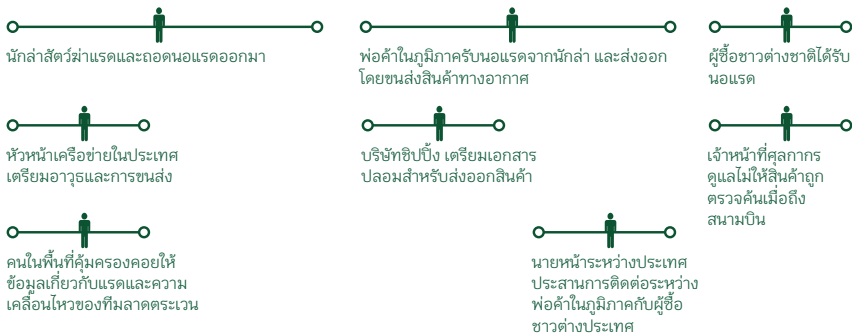 นักล่าสัตว์ฆ่าแรดและถอดนอแรดออกมา
พ่อค้าในภูมิภาครับนอแรดจากนักล่า และส่งออก
โดยขนส่งสินค้าทางอากาศ
ผู้ซื้อชาวต่างชาติได้รับ
นอแรด
หัวหน้าเครือข่ายในประเทศ
เตรียมอาวุธและการขนส่ง
บริษัทชิปปิ้ง เตรียมเอกสาร
ปลอมสำหรับส่งออกสินค้า
เจ้าหน้าที่ศุลกากร
ดูแลไม่ให้สินค้าถูก
ตรวจค้นเมื่อถึง
สนามบิน
คนในพื้นที่คุ้มครองคอยให้
ข้อมูลเกี่ยวกับแรดและความ
เคลื่อนไหวของทีมลาดตระเวน
นายหน้าระหว่างประเทศ
ประสานการติดต่อระหว่าง
พ่อค้าในภูมิภาคกับผู้ซื้อ
ชาวต่างประเทศ